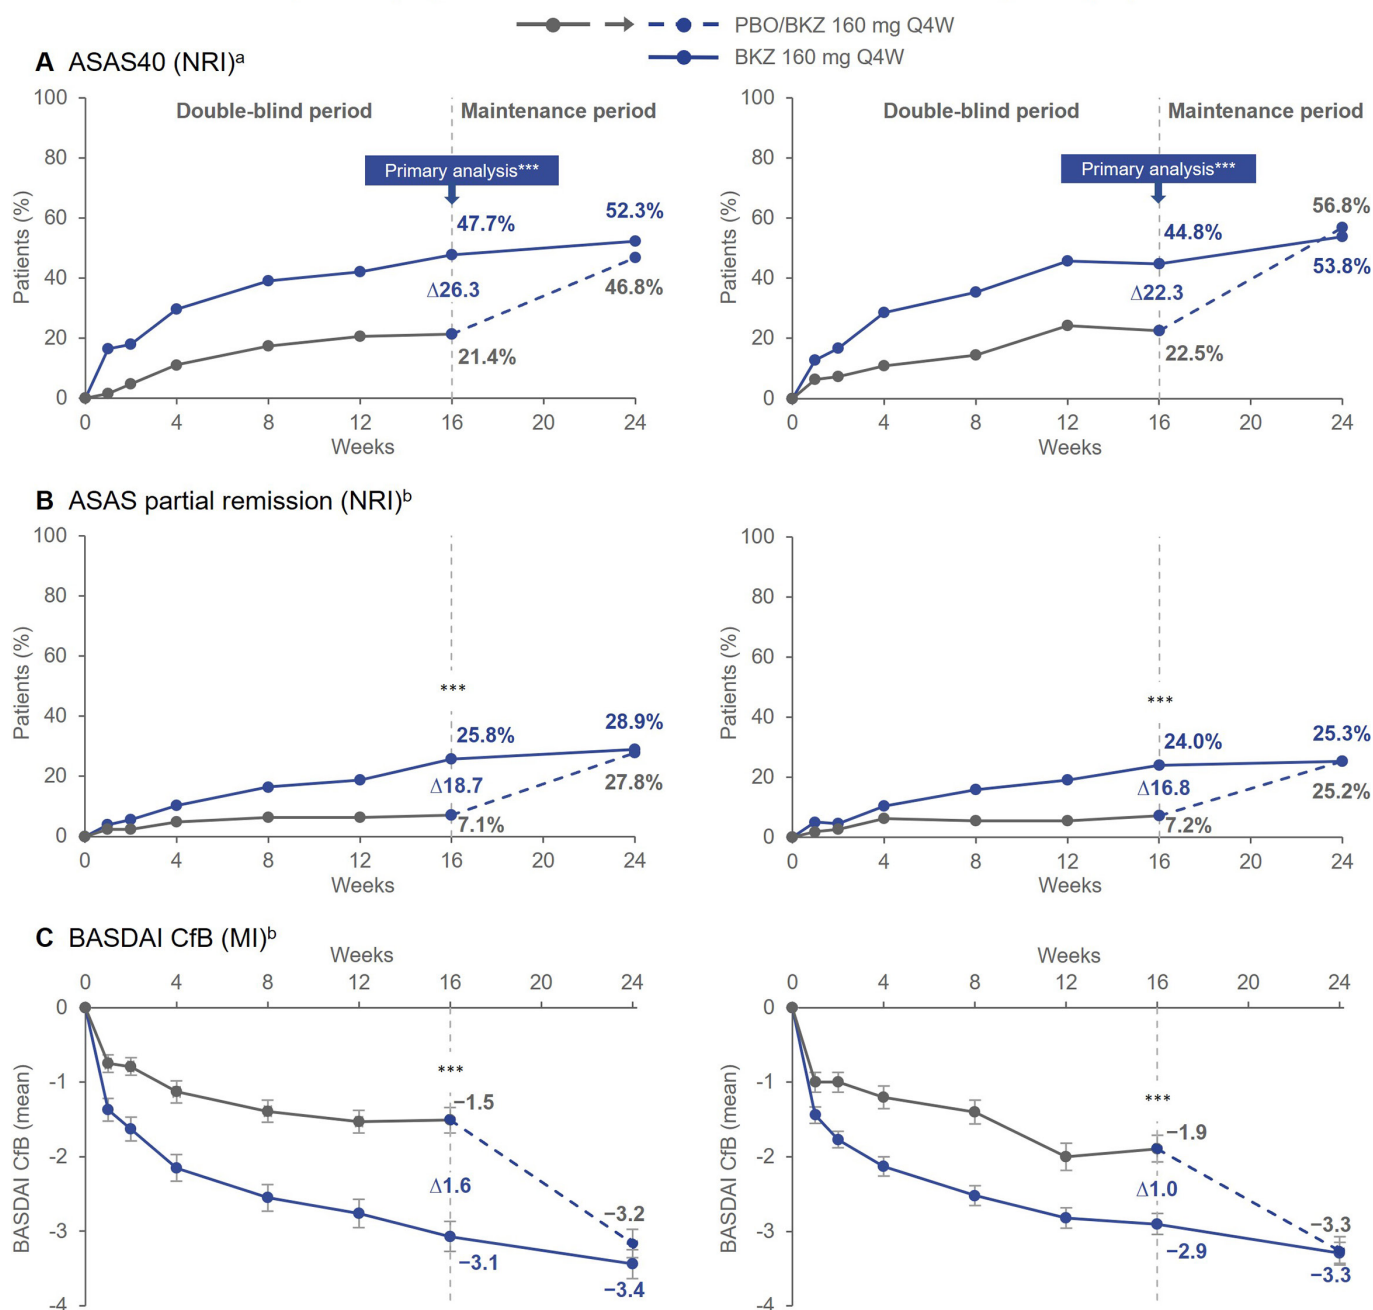 PBO/BKZ 160 mg Q4W
BKZ 160 mg Q4W
A ASAS40 (NRI)ᵃ
100
80
60
40
20
0
Patients (%)
Double-blind period
Maintenance period
Primary analysis***
47.7%
52.3%
Δ26.3
46.8%
21.4%
0 4 8 12 16 20 24
Weeks
100
80
60
40
20
0
Patients (%)
Double-blind period
Maintenance period
Primary analysis***
56.8%
44.8%
53.8%
Δ22.3
22.5%
0 4 8 12 16 20 24
Weeks
B ASAS partial remission (NRI)ᵇ
100
80
60
40
20
0
Patients (%)
***
28.9%
25.8%
Δ18.7
27.8%
7.1%
0 4 8 12 16 20 24
Weeks
100
80
60
40
20
0
Patients (%)
***
25.3%
24.0%
Δ16.8
25.2%
7.2%
0 4 8 12 16 20 24
Weeks
C BASDAI CfB (MI)ᵇ
Weeks
0 4 8 12 16 20 24
0
-1
-2
-3
-4
BASDAI CfB (mean)
***
−1.5
Δ1.6
−3.2
−3.1
−3.4
Weeks
0 4 8 12 16 20 24
0
-1
-2
-3
-4
BASDAI CfB (mean)
***
−1.9
Δ1.0
−3.3
−2.9
−3.3